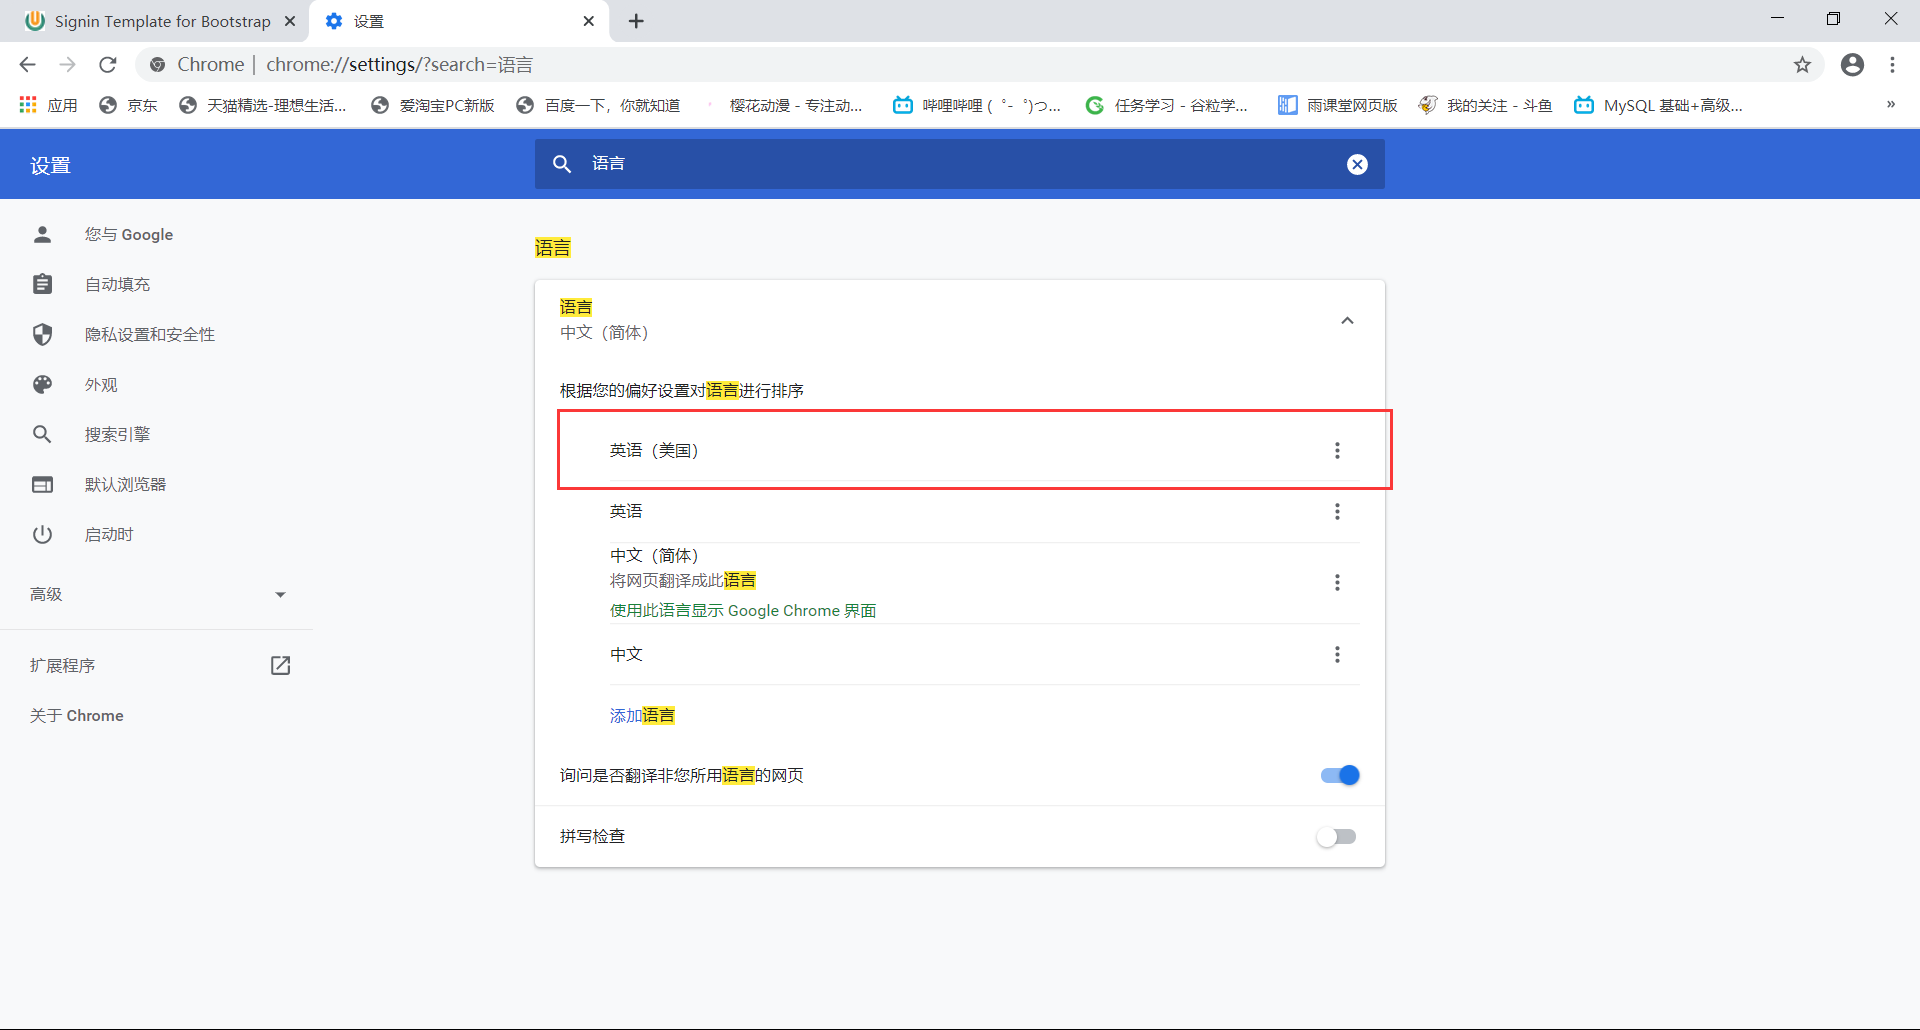 Signin Template for Bootstrap
设置
Chrome | chrome://settings/?search=语言
应用
京东
天猫精选-理想生活...
爱淘宝PC新版
百度一下，你就知道
樱花动漫 - 专注动...
哔哩哔哩 ( ゜- ゜)つ...
任务学习 - 谷粒学...
雨课堂网页版
我的关注 - 斗鱼
MySQL 基础+高级...
»
设置
语言
您与 Google
自动填充
隐私设置和安全性
外观
搜索引擎
默认浏览器
启动时
高级
扩展程序
关于 Chrome
语言
语言
中文（简体）
根据您的偏好设置对语言进行排序
英语（美国）
英语
中文（简体）
将网页翻译成此语言
使用此语言显示 Google Chrome 界面
中文
添加语言
询问是否翻译非您所用语言的网页
拼写检查